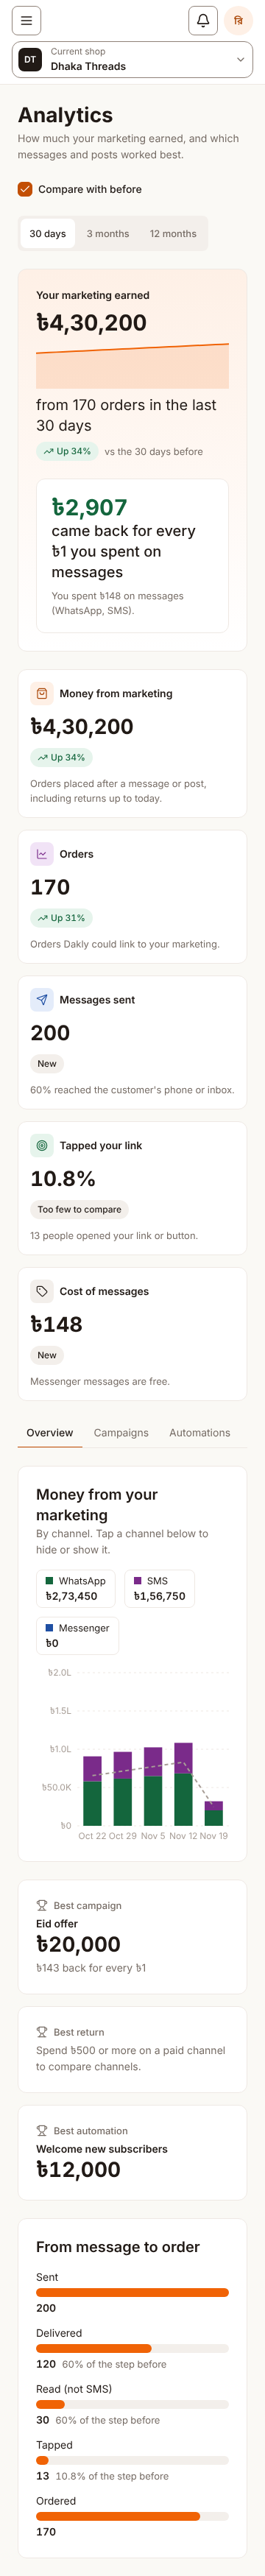 রি
DT
Current shop
Dhaka Threads
Analytics
How much your marketing earned, and which
messages and posts worked best.
Compare with before
30 days
3 months
12 months
Your marketing earned
৳4,30,200
from 170 orders in the last
30 days
Up 34%
vs the 30 days before
৳2,907
came back for every
৳1 you spent on
messages
You spent ৳148 on messages
(WhatsApp, SMS).
Money from marketing
৳4,30,200
Up 34%
Orders placed after a message or post,
including returns up to today.
Orders
170
Up 31%
Orders Dakly could link to your marketing.
Messages sent
200
New
60% reached the customer's phone or inbox.
Tapped your link
10.8%
Too few to compare
13 people opened your link or button.
Cost of messages
৳148
New
Messenger messages are free.
Overview
Campaigns
Automations
Money from your
marketing
By channel. Tap a channel below to
hide or show it.
WhatsApp
৳2,73,450
SMS
৳1,56,750
Messenger
৳0
৳2.0L
৳1.5L
৳1.0L
৳50.0K
৳0
Oct 22 Oct 29 Nov 5 Nov 12 Nov 19
Best campaign
Eid offer
৳20,000
৳143 back for every ৳1
Best return
Spend ৳500 or more on a paid channel
to compare channels.
Best automation
Welcome new subscribers
৳12,000
From message to order
Sent
200
Delivered
120 60% of the step before
Read (not SMS)
30 60% of the step before
Tapped
13 10.8% of the step before
Ordered
170